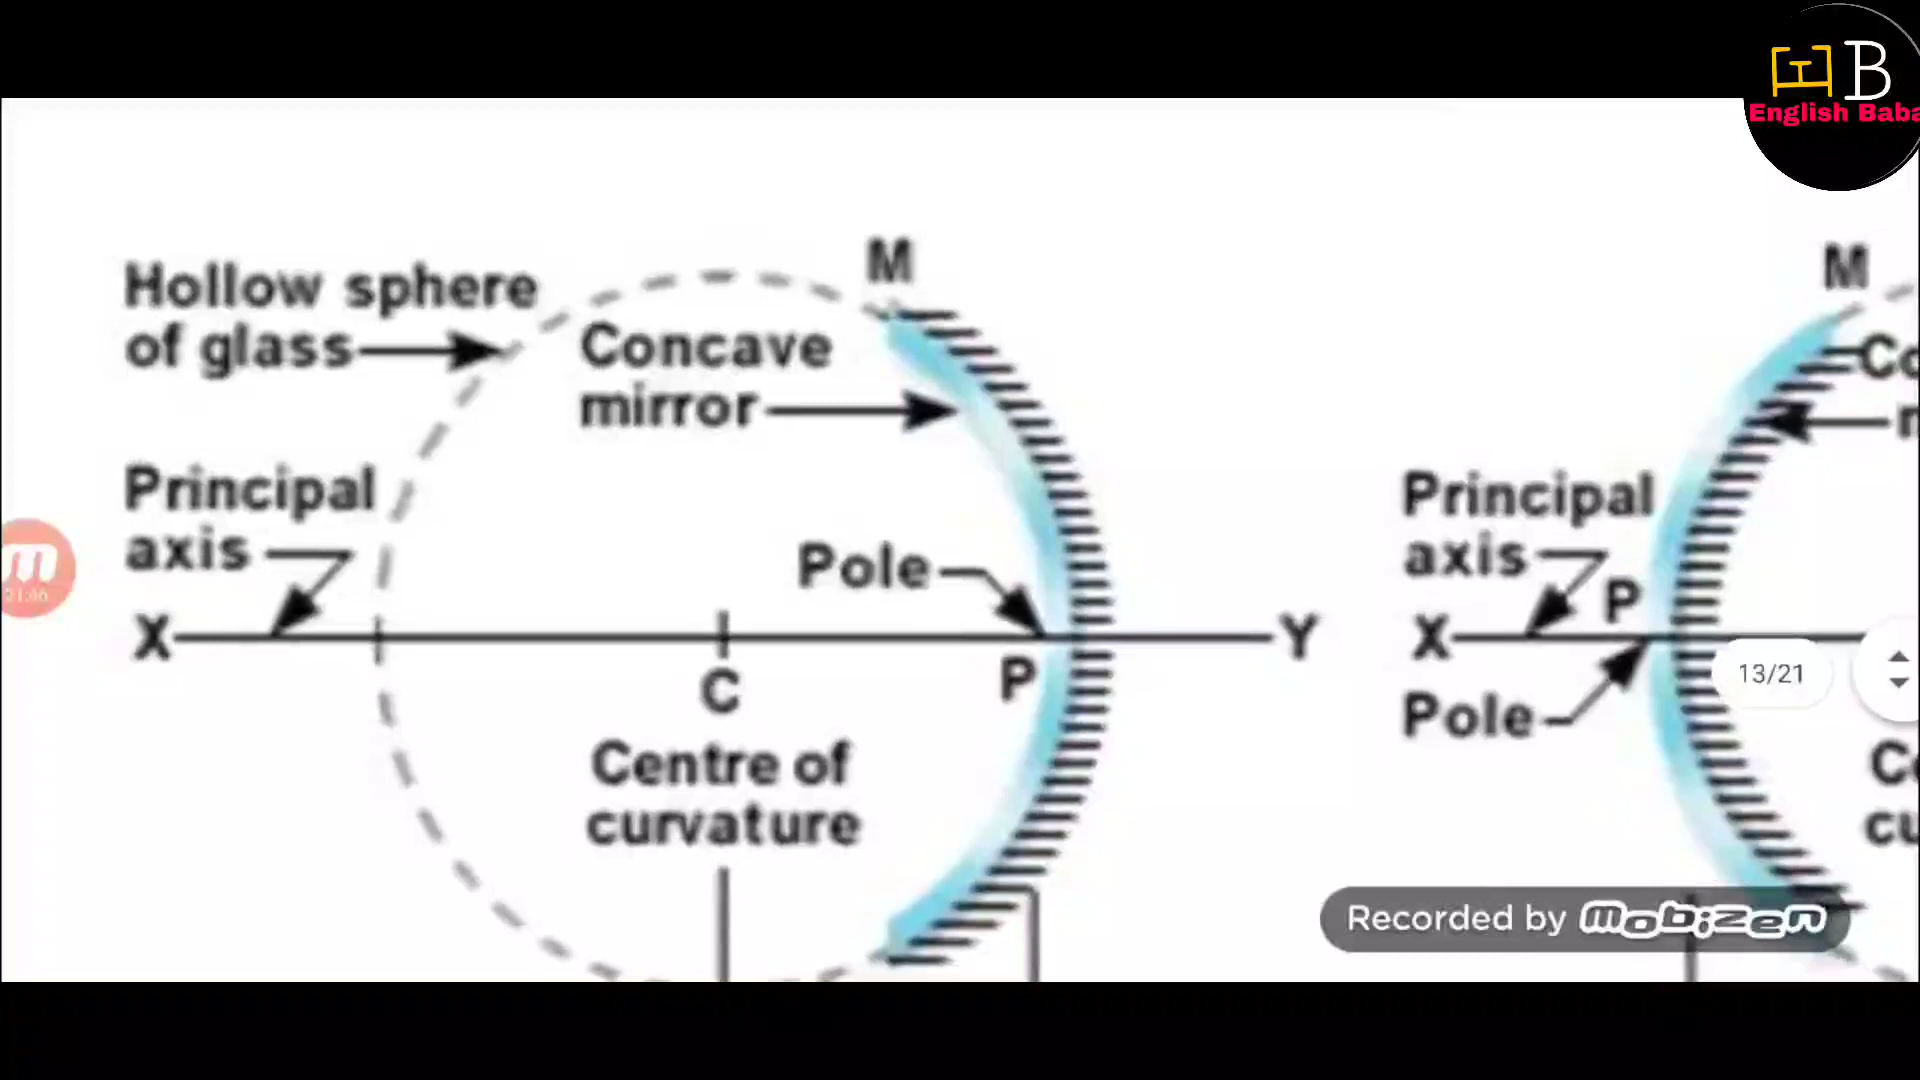 B
English Baba
M
Hollow sphere
of glass
Concave
mirror
Principal
axis
Pole
X
Y
C
P
Centre of
curvature
M
Principal
axis
P
X
Pole
13/21
Recorded by mobizen